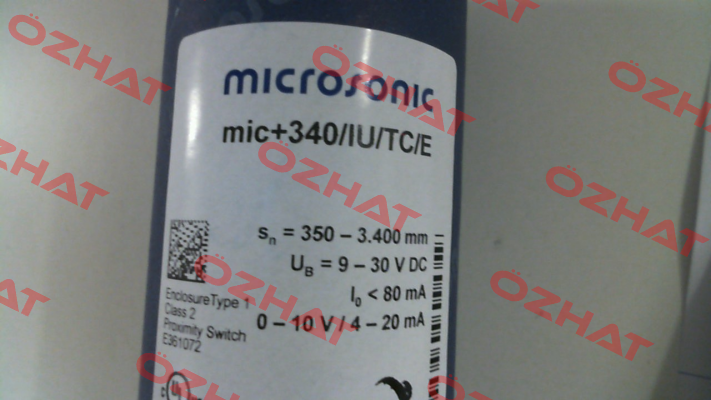 microsonic
mic+340/IU/TC/E
sn = 350 – 3.400 mm
UB = 9 – 30 V DC
I0 < 80 mA
0 – 10 V / 4 – 20 mA
Enclosure Type 1
Class 2
Proximity Switch
E361072
ÖZHAT
ÖZHAT
ÖZHAT
ÖZHAT
ÖZHAT
ÖZHAT
ÖZHAT
ÖZHAT
ÖZHAT